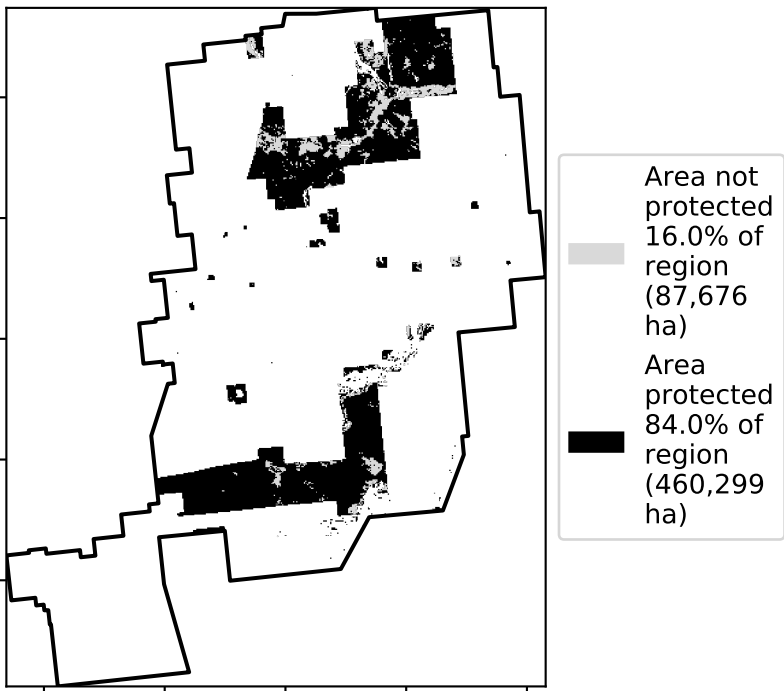 Area not
protected
16.0% of
region
(87,676
ha)
Area
protected
84.0% of
region
(460,299
ha)